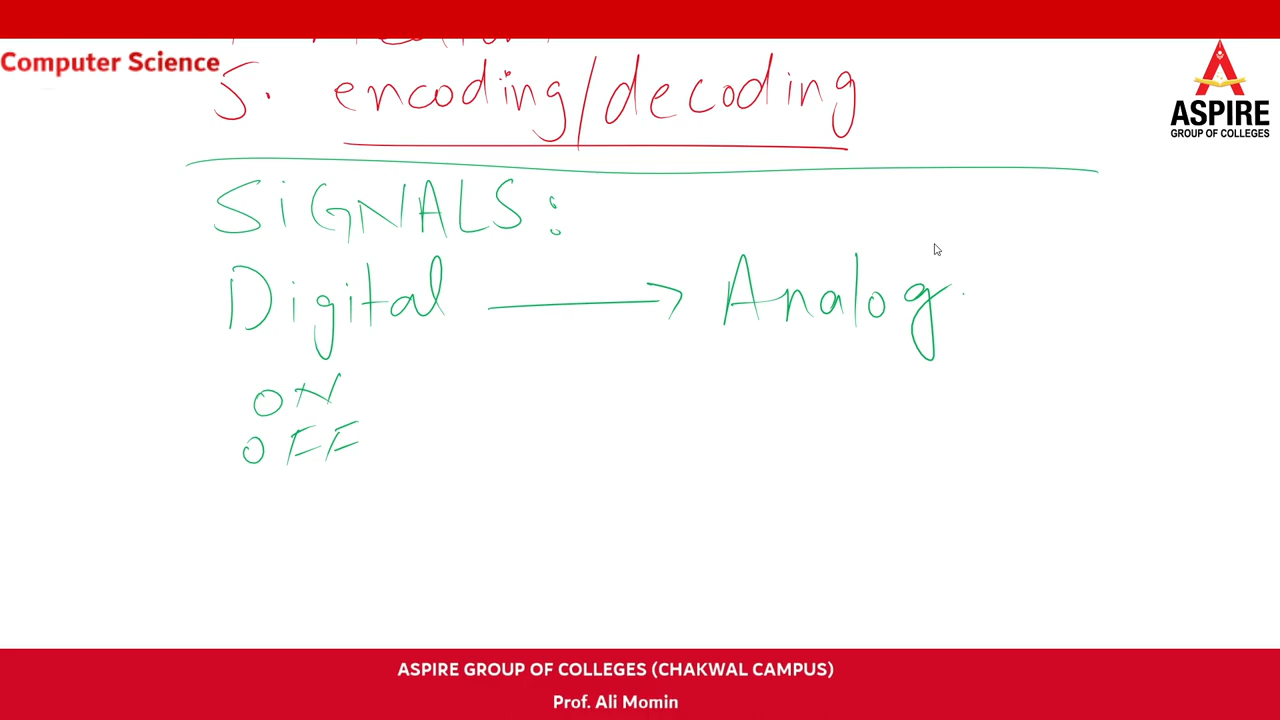 Computer Science
5. encoding/decoding
ASPIRE
GROUP OF COLLEGES
SIGNALS:
Digital → Analog
ON
OFF
ASPIRE GROUP OF COLLEGES (CHAKWAL CAMPUS)
Prof. Ali Momin